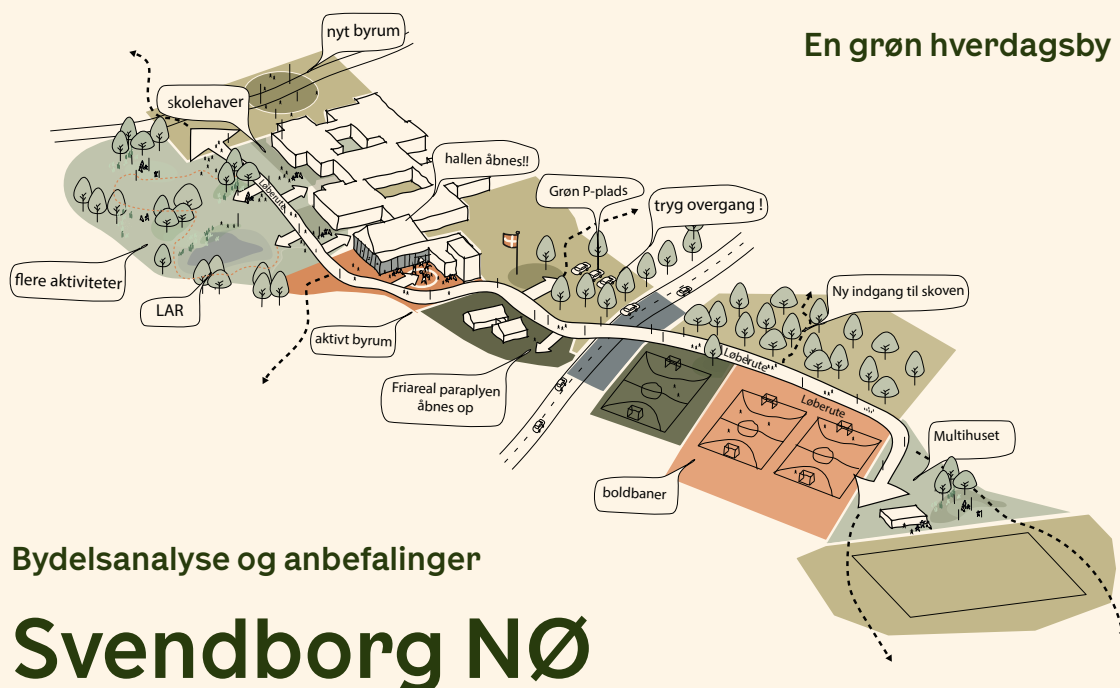 En grøn hverdagsby
nyt byrum
skolehaver
hallen åbnes!!
Grøn P-plads
tryg overgang !
Løberute
flere aktiviteter
LAR
aktivt byrum
Friareal paraplyen
åbnes op
Ny indgang til skoven
Løberute
Løberute
Multihuset
boldbaner
Bydelsanalyse og anbefalinger
Svendborg NØ